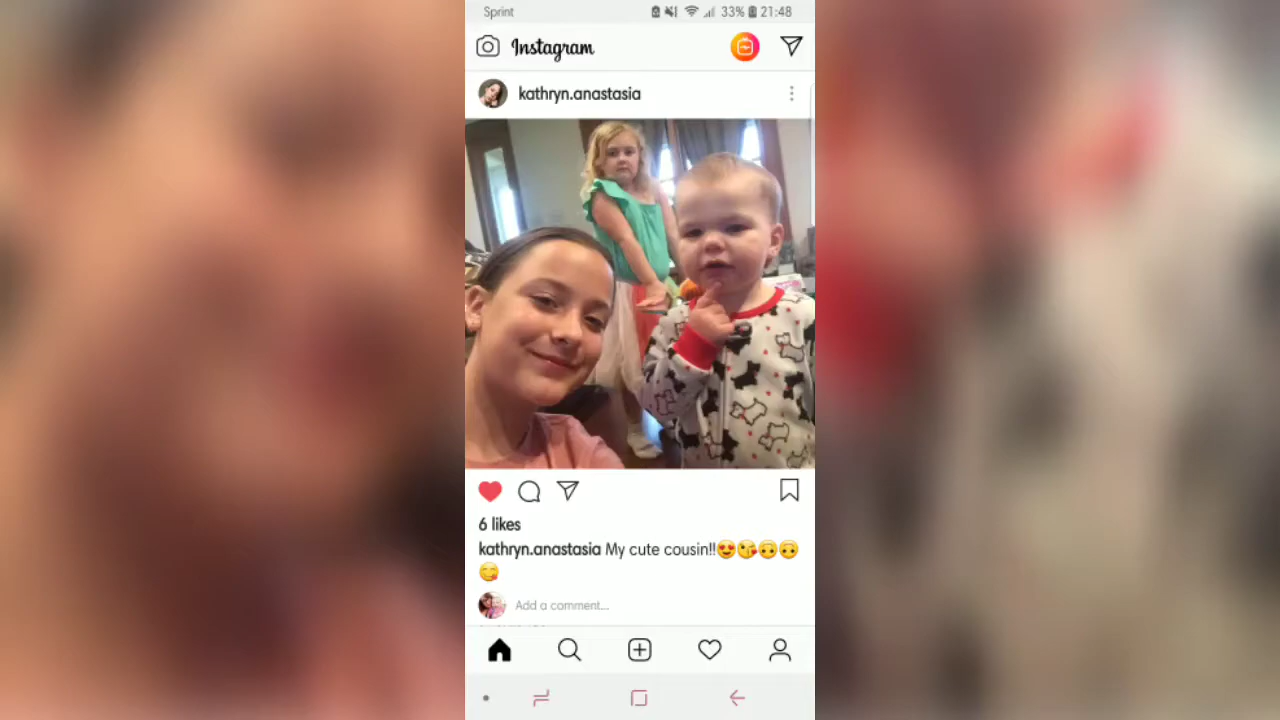 Sprint 33% 21:48
Instagram
kathryn.anastasia
6 likes
kathryn.anastasia My cute cousin!!😍😘🙃🙃
😋
Add a comment...